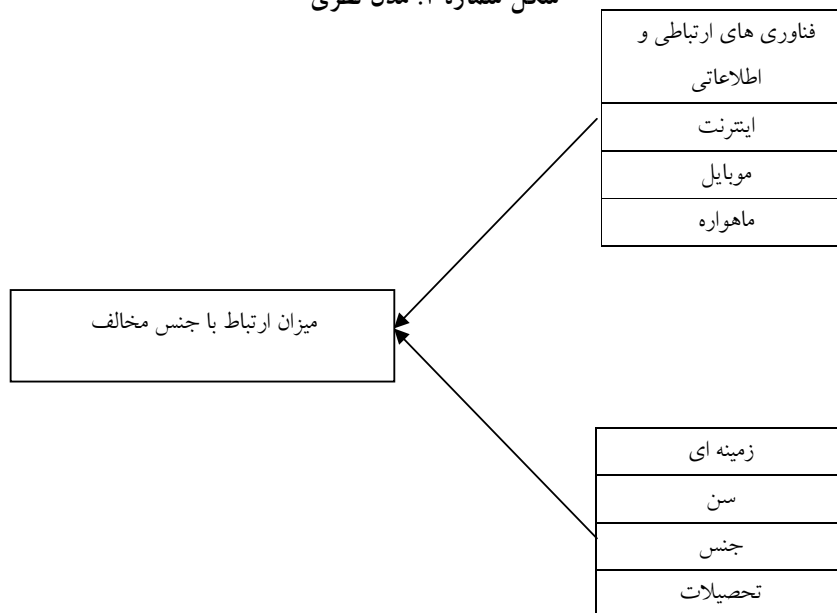 فناوری های ارتباطی و
اطلاعاتی
اینترنت
موبایل
ماهواره
میزان ارتباط با جنس مخالف
زمینه ای
سن
جنس
تحصیلات